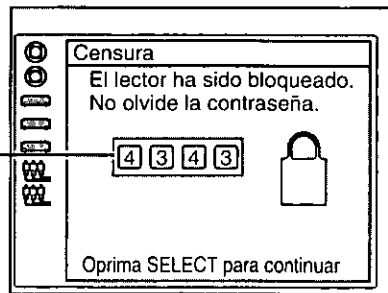 Censura
El lector ha sido bloqueado.
No olvide la contraseña.
4 3 4 3
Oprima SELECT para continuar